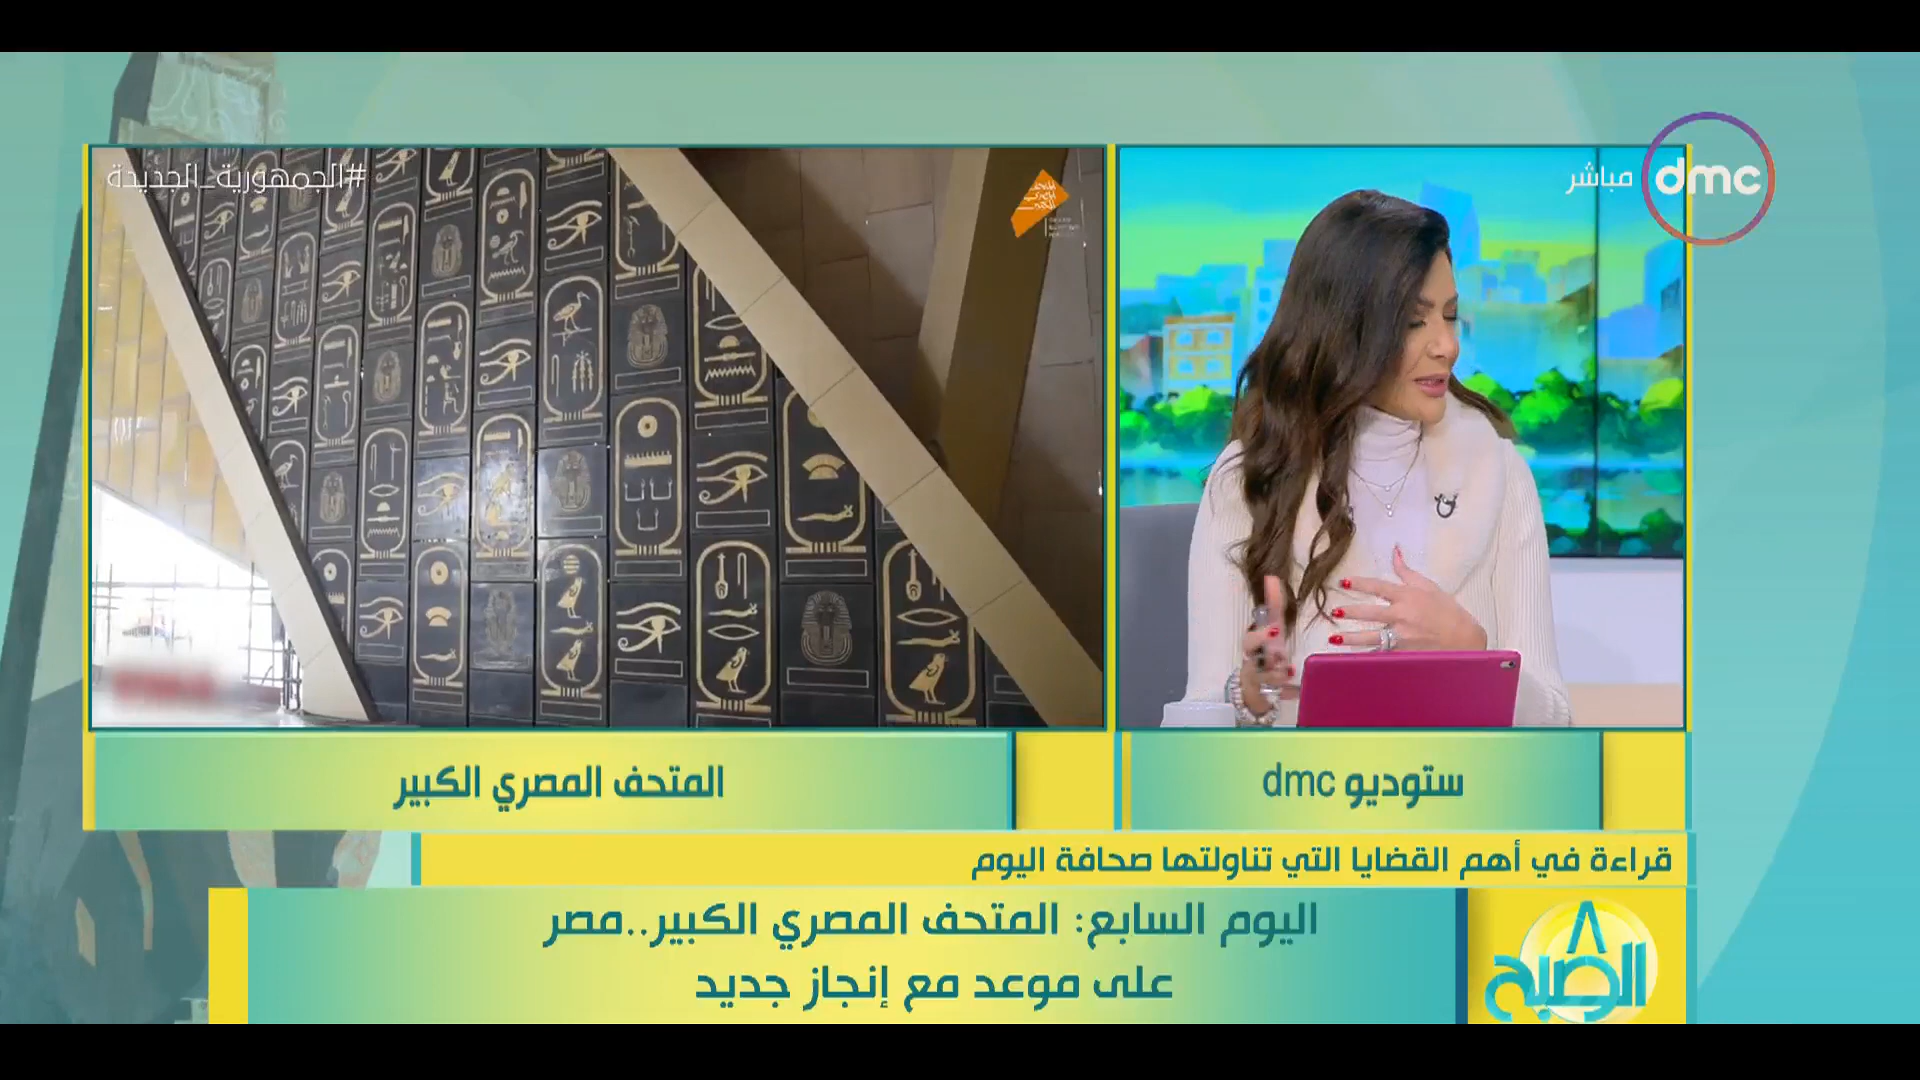 #الجمهورية_الجديدة
مباشر dmc
المتحف المصري الكبير
ستوديو dmc
قراءة في أهم القضايا التي تناولتها صحافة اليوم
اليوم السابع: المتحف المصري الكبير..مصر
على موعد مع إنجاز جديد
٨ الصبح